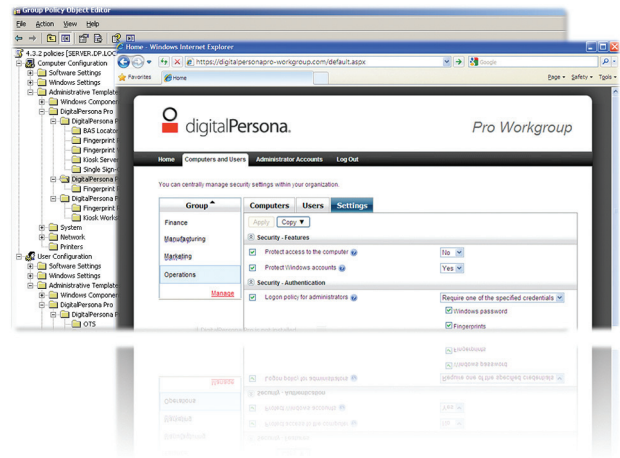 Group Policy Object Editor
File Action View Help
4.3.2 policies [SERVER.DP.LOC
Computer Configuration
Software Settings
Windows Settings
Administrative Template
Windows Componen
DigitalPersona Pro
DigitalPersona P
BAS Locator
Fingerprint
Fingerprint
Kiosk Serve
Single Sign-
DigitalPersona P
Fingerprint
DigitalPersona P
Fingerprint
Kiosk Works
System
Network
Printers
User Configuration
Software Settings
Windows Settings
Administrative Template
Windows Componen
DigitalPersona Pro
DigitalPersona P
OTS
Home - Windows Internet Explorer
https://digitalpersonapro-workgroup.com/default.aspx
Google
Favorites Home Page Safety Tools
digitalPersona. Pro Workgroup
Home Computers and Users Administrator Accounts Log Out
You can centrally manage security settings within your organization.
Group Computers Users Settings
Finance
Manufacturing
Marketing
Operations
Manage
Apply Copy
Security - Features
Protect access to the computer No
Protect Windows accounts Yes
Security - Authentication
Logon policy for administrators Require one of the specified credentials
Windows password
Fingerprints